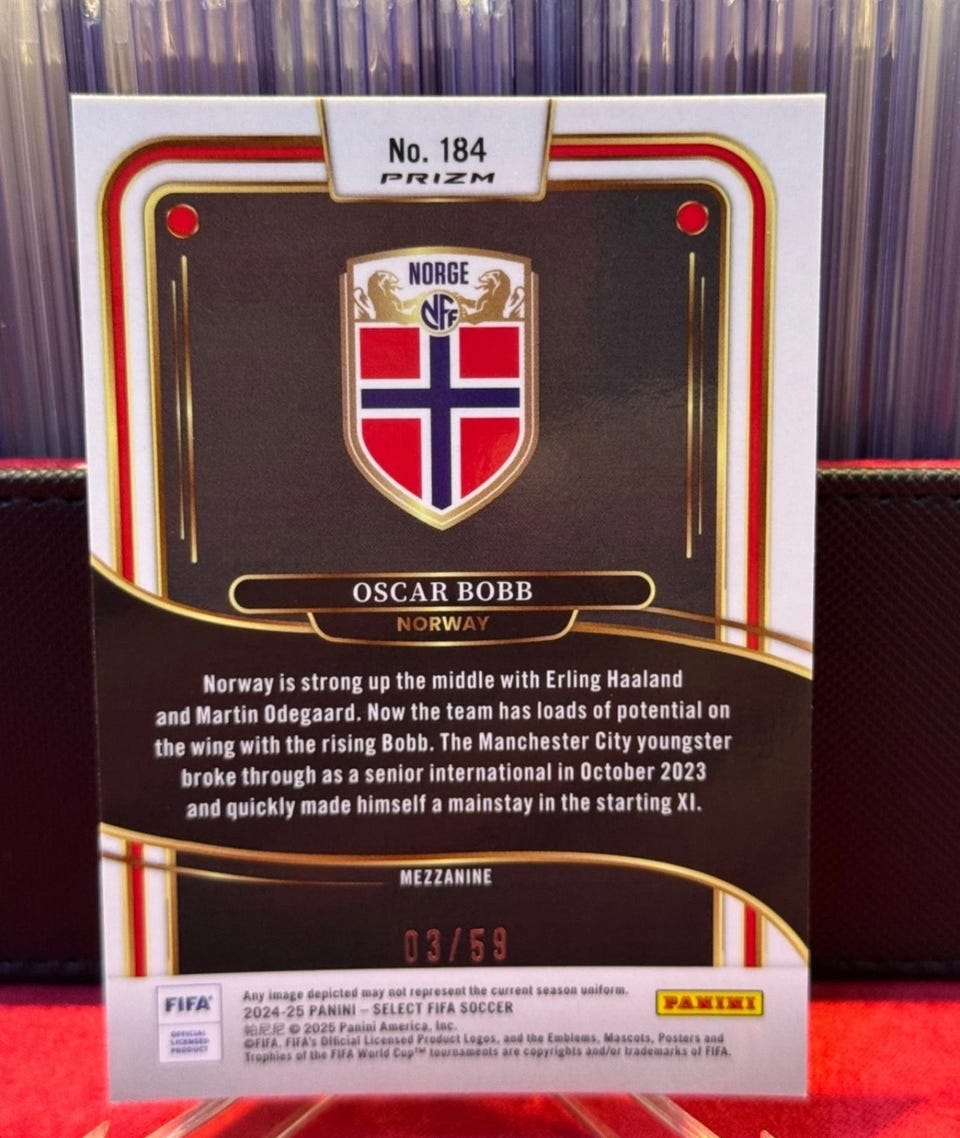 No. 184
PRIZM
NORGE
NFF
OSCAR BOBB
NORWAY
Norway is strong up the middle with Erling Haaland
and Martin Odegaard. Now the team has loads of potential on
the wing with the rising Bobb. The Manchester City youngster
broke through as a senior international in October 2023
and quickly made himself a mainstay in the starting XI.
MEZZANINE
03/59
FIFA®
OFFICIAL
LICENSED
PRODUCT
Any image depicted may not represent the current season uniform.
2024-25 PANINI – SELECT FIFA SOCCER
帕尼尼 © 2025 Panini America, Inc.
©FIFA, FIFA's Official Licensed Product Logos, and the Emblems, Mascots, Posters and
Trophies of the FIFA World Cup™ tournaments are copyrights and/or trademarks of FIFA.
PANINI